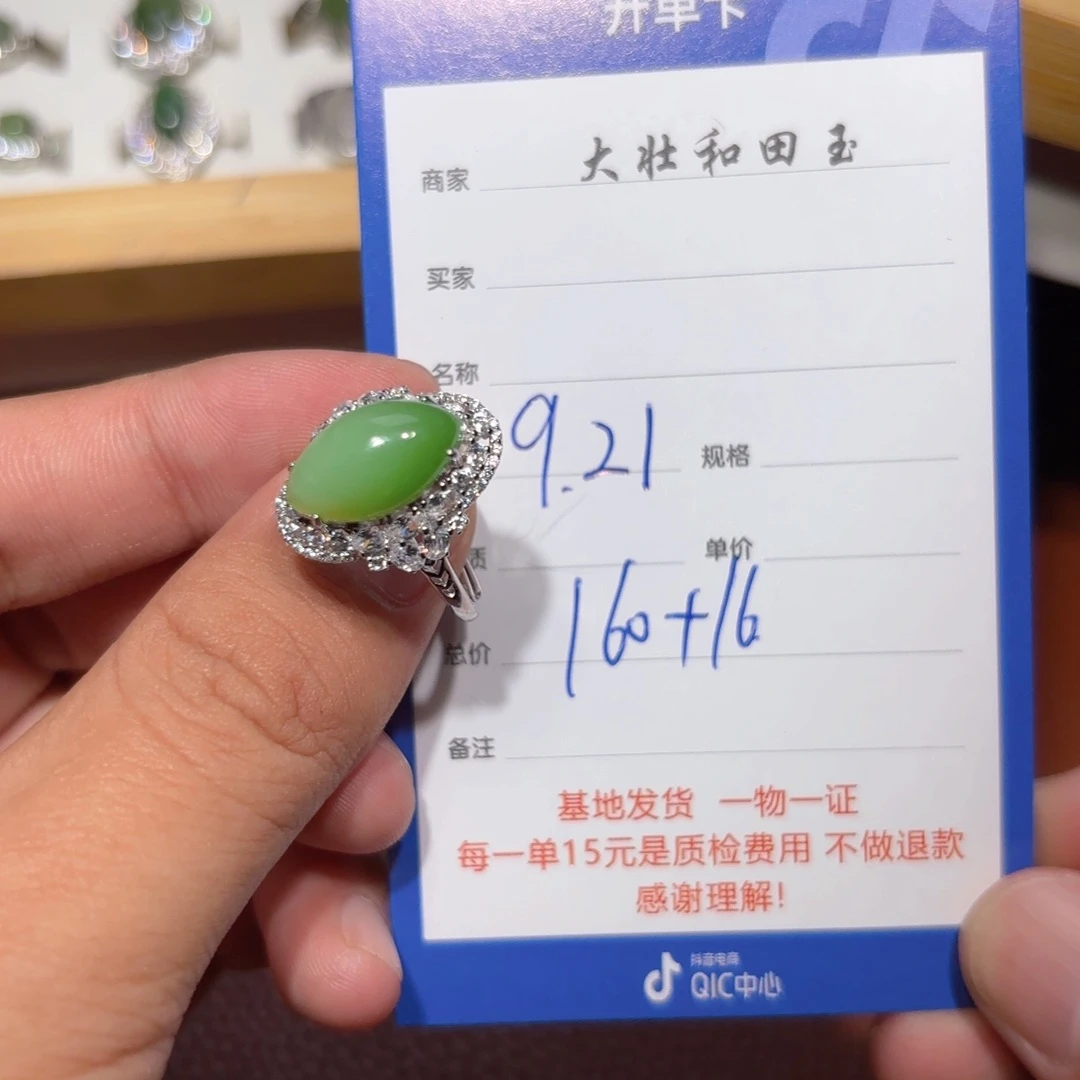 开单卡
商家 大壮和田玉
买家
名称
9.21 规格
质 单价
总价 160+16
备注
基地发货 一物一证
每一单15元是质检费用 不做退款
感谢理解!
抖音电商
QIC中心